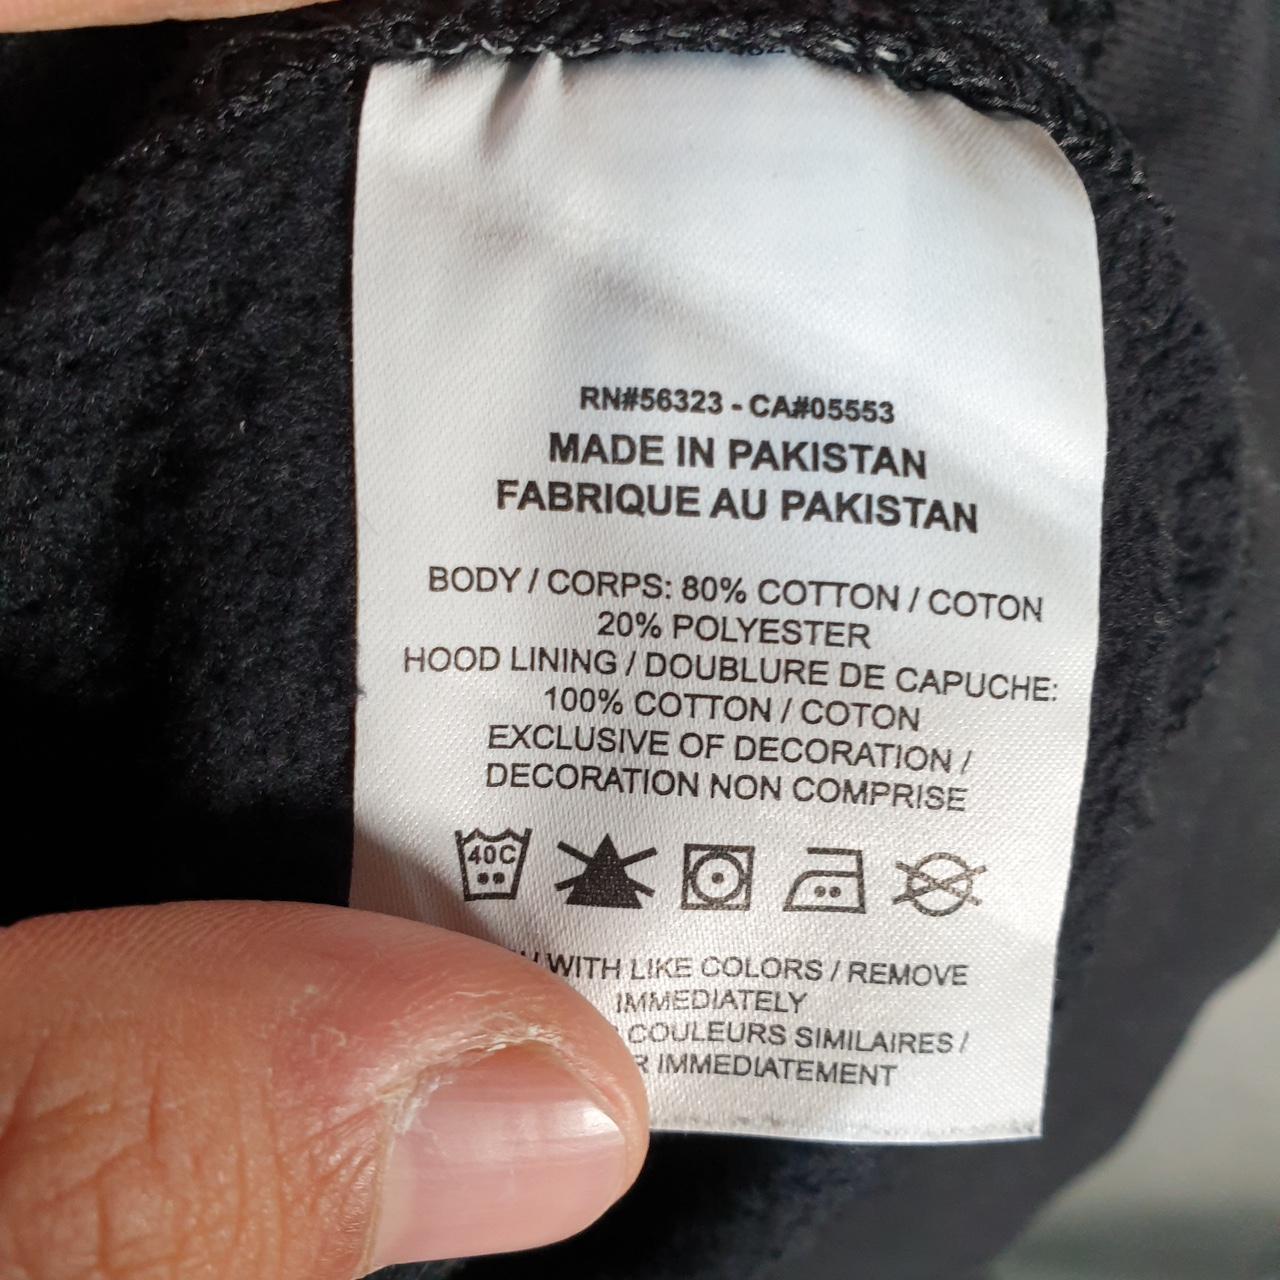 RN#56323 - CA#05553
MADE IN PAKISTAN
FABRIQUE AU PAKISTAN
BODY / CORPS: 80% COTTON / COTON
20% POLYESTER
HOOD LINING / DOUBLURE DE CAPUCHE:
100% COTTON / COTON
EXCLUSIVE OF DECORATION /
DECORATION NON COMPRISE
40C
WITH LIKE COLORS / REMOVE
IMMEDIATELY
COULEURS SIMILAIRES /
IMMEDIATEMENT